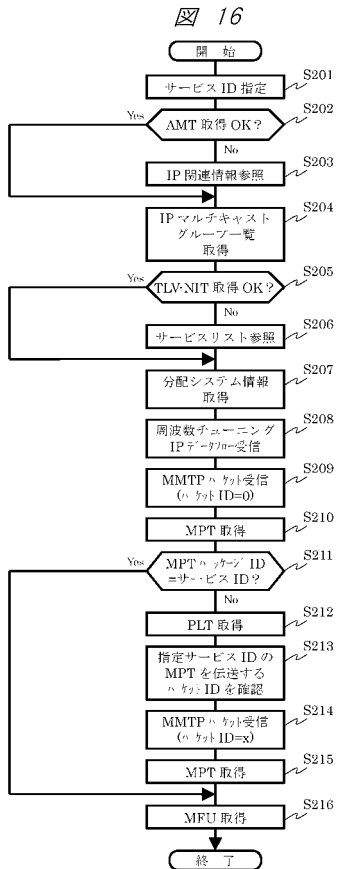 図 16
開 始
S201
サービス ID 指定
S202
Yes
AMT 取得 OK？
No
S203
IP 関連情報参照
S204
IP マルチキャスト
グループ一覧
取得
S205
Yes
TLV-NIT 取得 OK？
No
S206
サービスリスト参照
S207
分配システム情報
取得
S208
周波数チューニング
IP データフロー受信
S209
MMTP パケット受信
(パケット ID=0)
S210
MPT 取得
S211
Yes
MPT パッケージ ID
=サービス ID？
No
S212
PLT 取得
S213
指定サービス ID の
MPT を伝送する
パケット ID を確認
S214
MMTP パケット受信
(パケット ID=x)
S215
MPT 取得
S216
MFU 取得
終 了